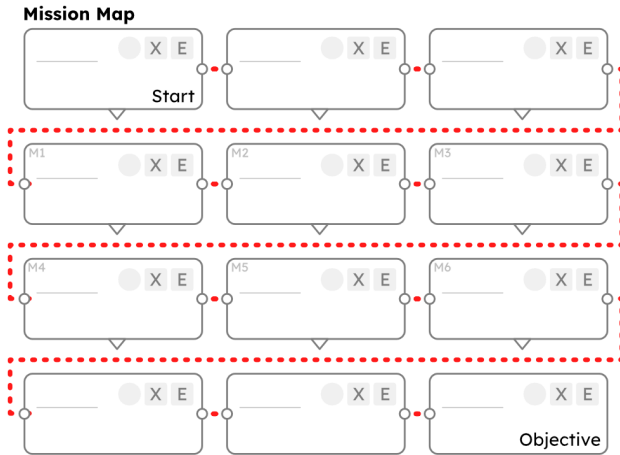 Mission Map
X E X E X E
Start
M1 M2 M3
X E X E X E
M4 M5 M6
X E X E X E
X E X E X E
Objective